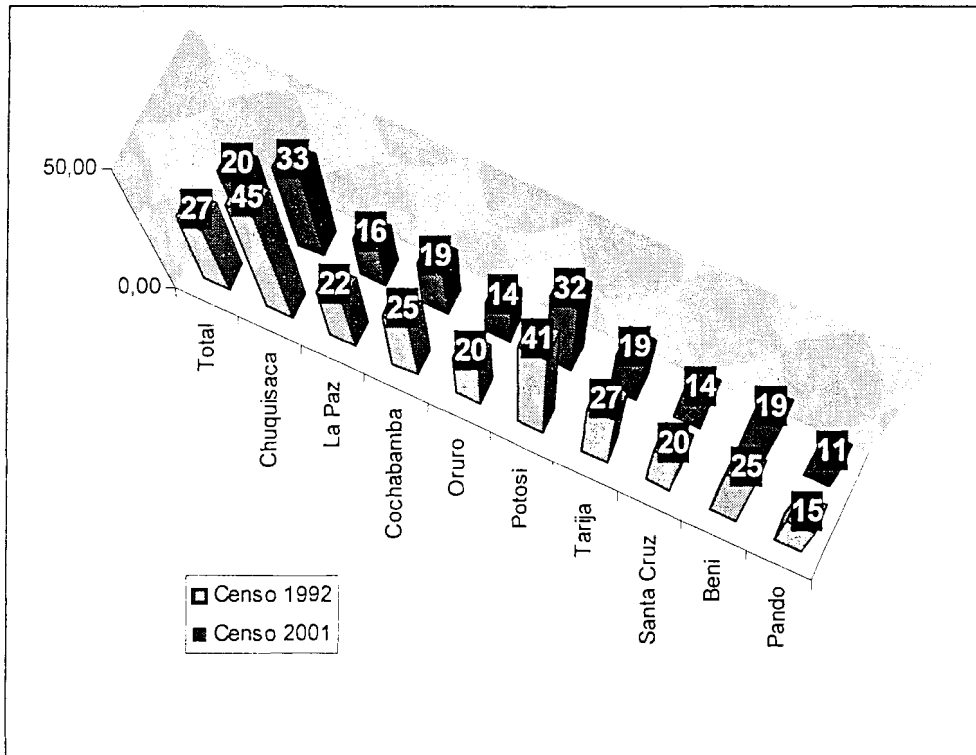 50,00
0,00
20 33
27 45
16
22
19
25
14
20
32
41
19
27
14
20
19
25
11
15
Total
Chuquisaca
La Paz
Cochabamba
Oruro
Potosi
Tarija
Santa Cruz
Beni
Pando
Censo 1992
Censo 2001